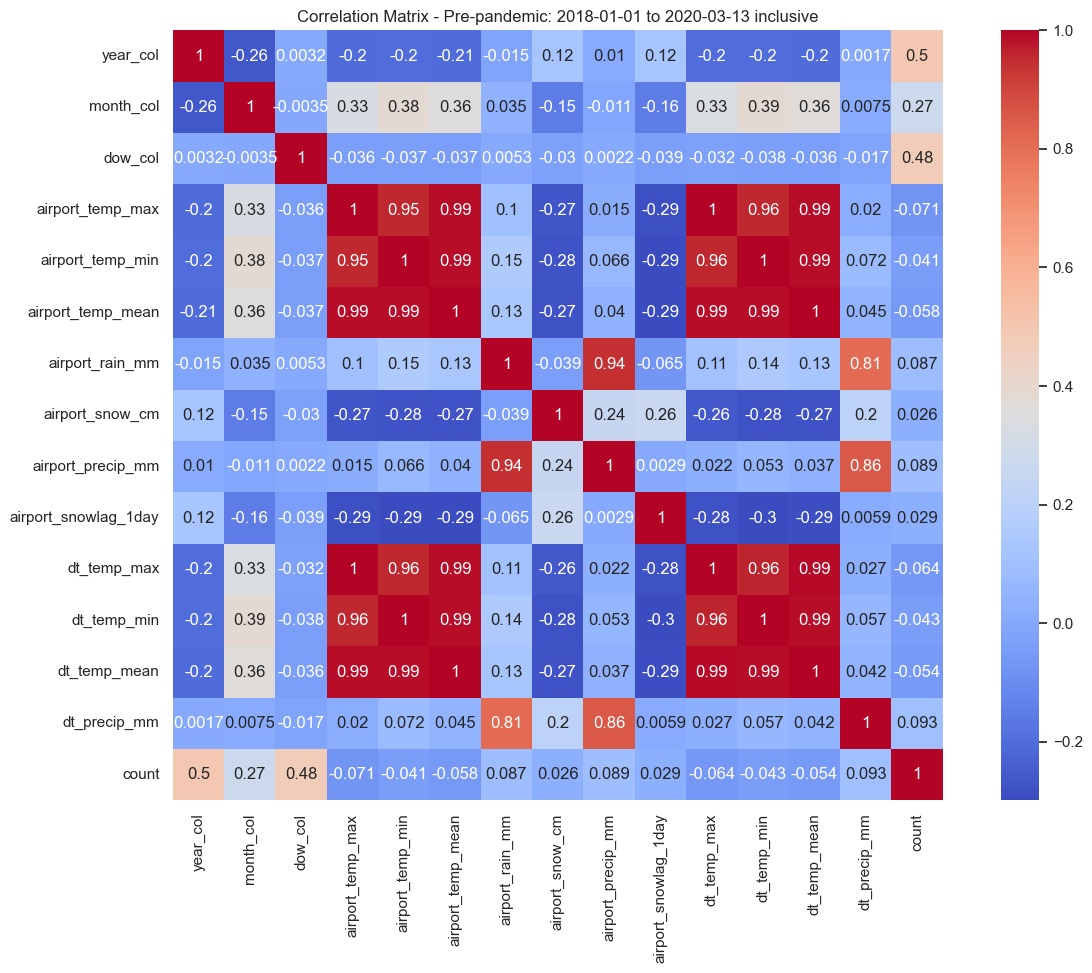 Correlation Matrix - Pre-pandemic: 2018-01-01 to 2020-03-13 inclusive
year_col 1 -0.26 0.0032 -0.2 -0.2 -0.21 -0.015 0.12 0.01 0.12 -0.2 -0.2 -0.2 0.0017 0.5
month_col -0.26 1 -0.0035 0.33 0.38 0.36 0.035 -0.15 -0.011 -0.16 0.33 0.39 0.36 0.0075 0.27
dow_col 0.0032 -0.0035 1 -0.036 -0.037 -0.037 0.0053 -0.03 0.0022 -0.039 -0.032 -0.038 -0.036 -0.017 0.48
airport_temp_max -0.2 0.33 -0.036 1 0.95 0.99 0.1 -0.27 0.015 -0.29 1 0.96 0.99 0.02 -0.071
airport_temp_min -0.2 0.38 -0.037 0.95 1 0.99 0.15 -0.28 0.066 -0.29 0.96 1 0.99 0.072 -0.041
airport_temp_mean -0.21 0.36 -0.037 0.99 0.99 1 0.13 -0.27 0.04 -0.29 0.99 0.99 1 0.045 -0.058
airport_rain_mm -0.015 0.035 0.0053 0.1 0.15 0.13 1 -0.039 0.94 -0.065 0.11 0.14 0.13 0.81 0.087
airport_snow_cm 0.12 -0.15 -0.03 -0.27 -0.28 -0.27 -0.039 1 0.24 0.26 -0.26 -0.28 -0.27 0.2 0.026
airport_precip_mm 0.01 -0.011 0.0022 0.015 0.066 0.04 0.94 0.24 1 0.0029 0.022 0.053 0.037 0.86 0.089
airport_snowlag_1day 0.12 -0.16 -0.039 -0.29 -0.29 -0.29 -0.065 0.26 0.0029 1 -0.28 -0.3 -0.29 0.0059 0.029
dt_temp_max -0.2 0.33 -0.032 1 0.96 0.99 0.11 -0.26 0.022 -0.28 1 0.96 0.99 0.027 -0.064
dt_temp_min -0.2 0.39 -0.038 0.96 1 0.99 0.14 -0.28 0.053 -0.3 0.96 1 0.99 0.057 -0.043
dt_temp_mean -0.2 0.36 -0.036 0.99 0.99 1 0.13 -0.27 0.037 -0.29 0.99 0.99 1 0.042 -0.054
dt_precip_mm 0.0017 0.0075 -0.017 0.02 0.072 0.045 0.81 0.2 0.86 0.0059 0.027 0.057 0.042 1 0.093
count 0.5 0.27 0.48 -0.071 -0.041 -0.058 0.087 0.026 0.089 0.029 -0.064 -0.043 -0.054 0.093 1
year_col
month_col
dow_col
airport_temp_max
airport_temp_min
airport_temp_mean
airport_rain_mm
airport_snow_cm
airport_precip_mm
airport_snowlag_1day
dt_temp_max
dt_temp_min
dt_temp_mean
dt_precip_mm
count
1.0
0.8
0.6
0.4
0.2
0.0
−0.2